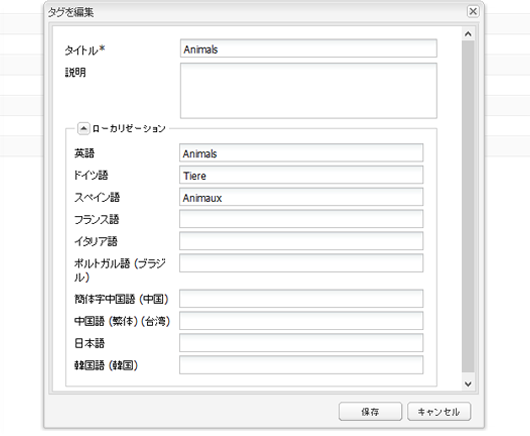 タグを編集
タイトル* Animals
説明
ローカリゼーション
英語 Animals
ドイツ語 Tiere
スペイン語 Animaux
フランス語
イタリア語
ポルトガル語 (ブラジ
ル)
簡体字中国語 (中国)
中国語 (繁体) (台湾)
日本語
韓国語 (韓国)
保存 キャンセル